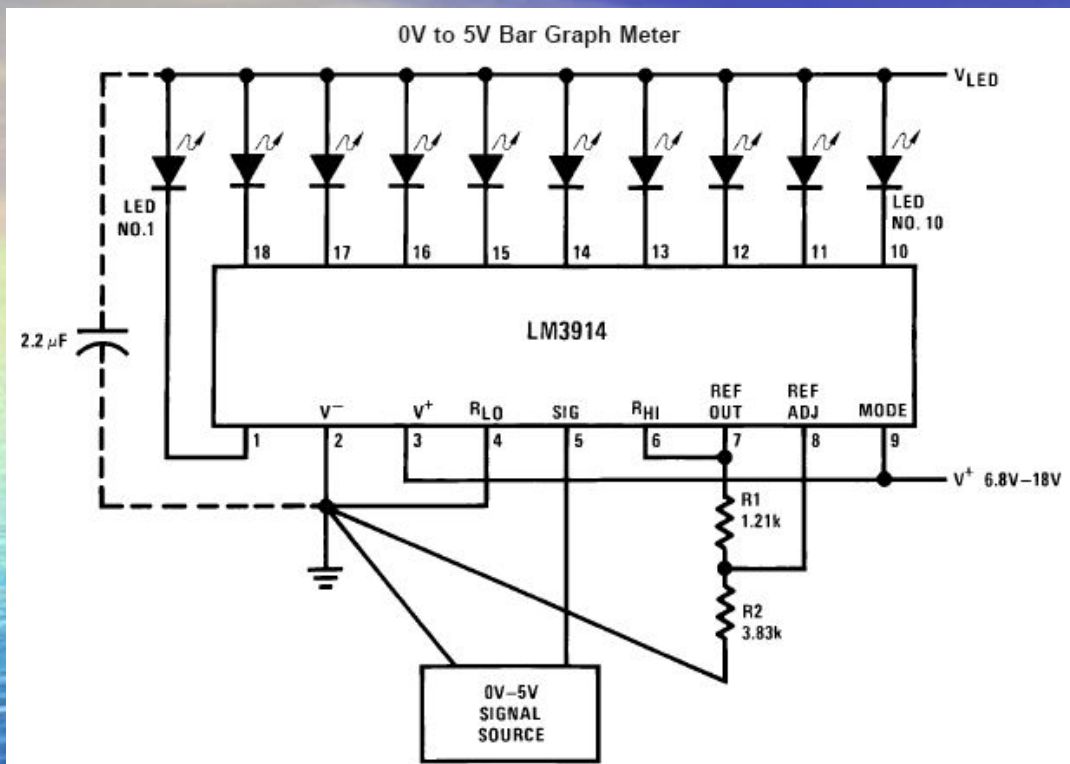 0V to 5V Bar Graph Meter
V LED
LED
NO.1
LED
NO. 10
18 17 16 15 14 13 12 11 10
2.2 µF
LM3914
V− V+ RLO SIG RHI REF OUT REF ADJ MODE
1 2 3 4 5 6 7 8 9
V+ 6.8V–18V
R1
1.21k
R2
3.83k
0V–5V
SIGNAL
SOURCE